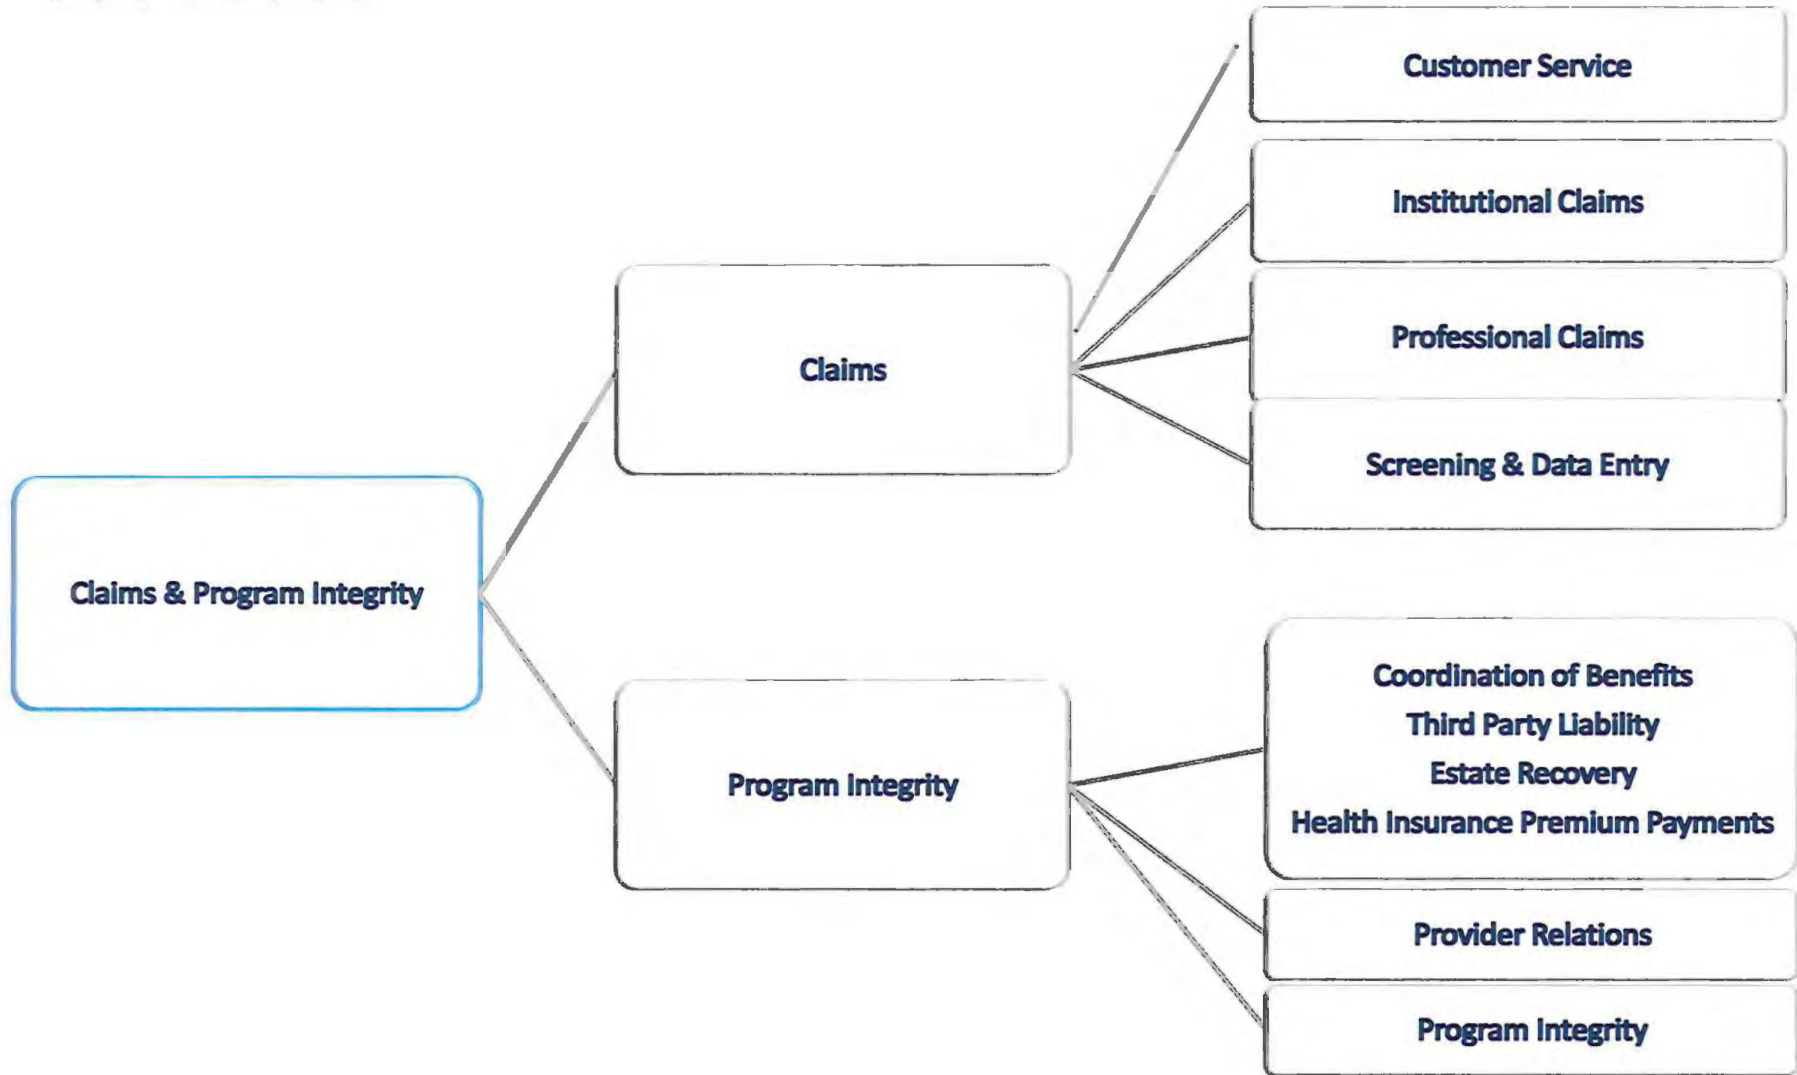 Customer Service
Institutional Claims
Professional Claims
Claims
Screening & Data Entry
Claims & Program Integrity
Coordination of Benefits
Third Party Liability
Estate Recovery
Health Insurance Premium Payments
Program Integrity
Provider Relations
Program Integrity